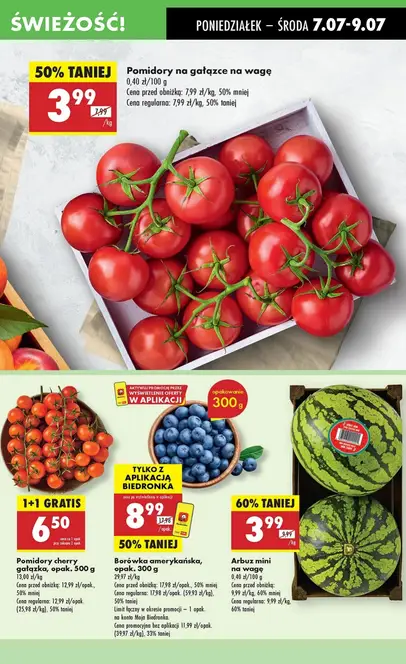 ŚWIEŻOŚĆ!
PONIEDZIAŁEK – ŚRODA 7.07-9.07
50% TANIEJ
3 99
7,99
/kg
Pomidory na gałązce na wagę
0,40 zł/100 g
Cena przed obniżką: 7,99 zł/kg, 50% mniej
Cena regularna: 7,99 zł/kg, 50% taniej
1+1 GRATIS
6 50
Pomidory cherry
gałązka, opak. 500 g
13,00 zł/kg
Cena przed obniżką: 12,99 zł/opak.,
50% mniej
Cena regularna: 12,99 zł/opak.
(25,98 zł/kg), 50% taniej
AKTYWUJ PROMOCJĘ PRZEZ
WYŚWIETLENIE OFERTY
W APLIKACJI
opakowanie
300 g
TYLKO Z
APLIKACJĄ
BIEDRONKA
8 99
17,98
/opak.
50% TANIEJ
Borówka amerykańska,
opak. 300 g
29,97 zł/kg
Cena przed obniżką: 17,98 zł/opak., 50% mniej
Cena regularna: 17,98 zł/opak. (59,93 zł/kg),
50% taniej
Limit łączny w okresie promocji – 1 opak.
na konto Moja Biedronka.
Cena promocyjna bez aplikacji 11,99 zł/opak.
(39,97 zł/kg), 33% taniej
60% TANIEJ
3 99
9,99
/kg
Arbuz mini
na wagę
0,40 zł/100 g
Cena przed obniżką:
9,99 zł/kg, 60% mniej
Cena regularna: 9,99 zł/kg,
60% taniej